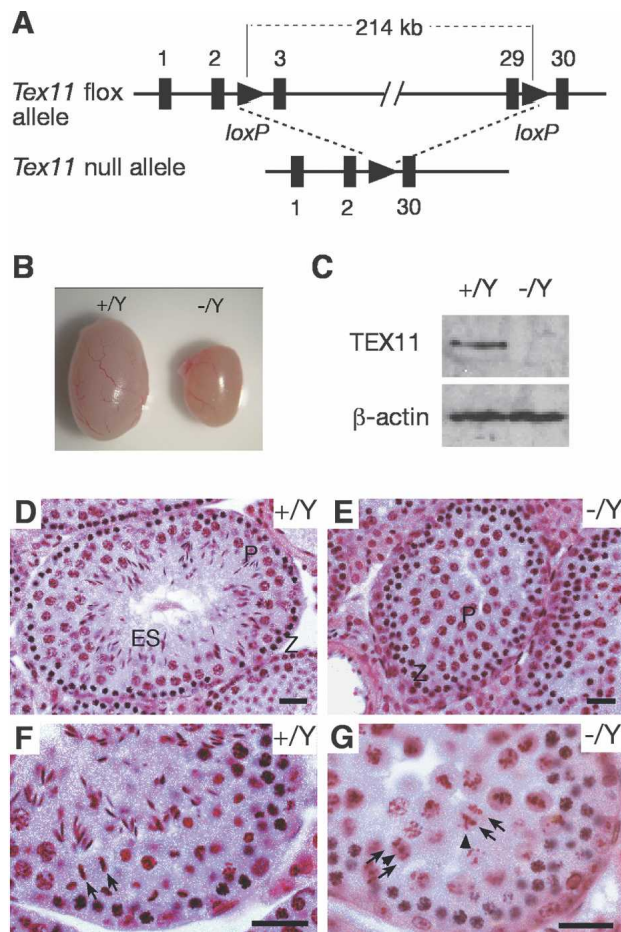 A
214 kb
1 2 3 29 30
Tex11 flox
allele
loxP loxP
Tex11 null allele
1 2 30
B
+/Y -/Y
C
+/Y -/Y
TEX11
β-actin
D +/Y
P
ES
Z
E -/Y
P
Z
F +/Y
G -/Y